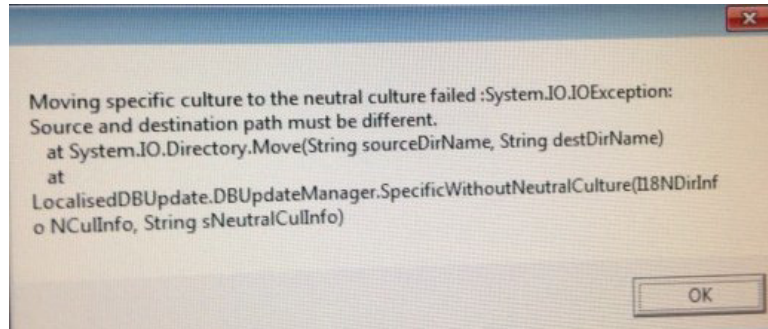 Moving specific culture to the neutral culture failed :System.IO.IOException:
Source and destination path must be different.
at System.IO.Directory.Move(String sourceDirName, String destDirName)
at
LocalisedDBUpdate.DBUpdateManager.SpecificWithoutNeutralCulture(I18NDirInf
o NCulInfo, String sNeutralCulInfo)
OK